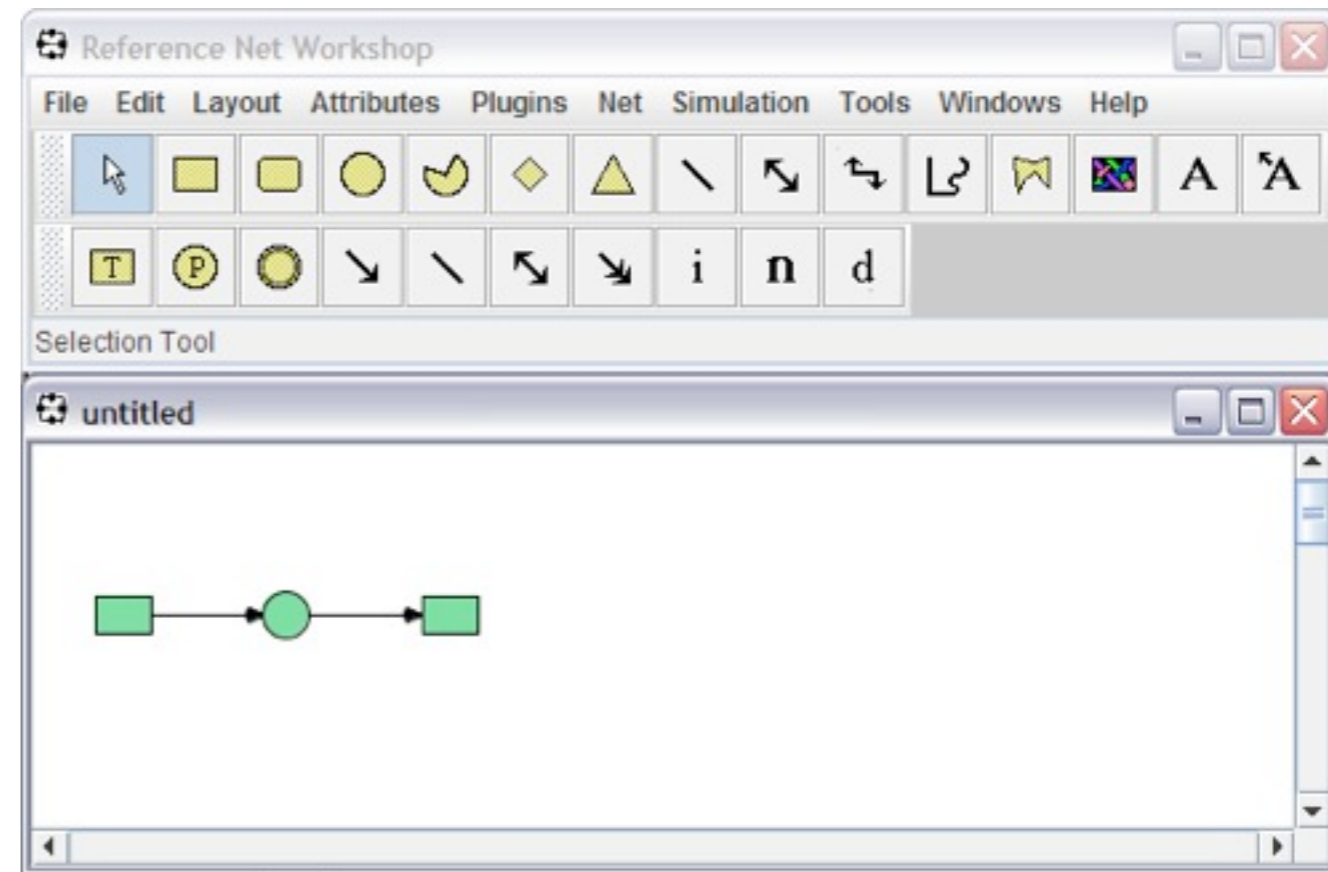 Reference Net Workshop
File Edit Layout Attributes Plugins Net Simulation Tools Windows Help
A A
T P i n d
Selection Tool
untitled